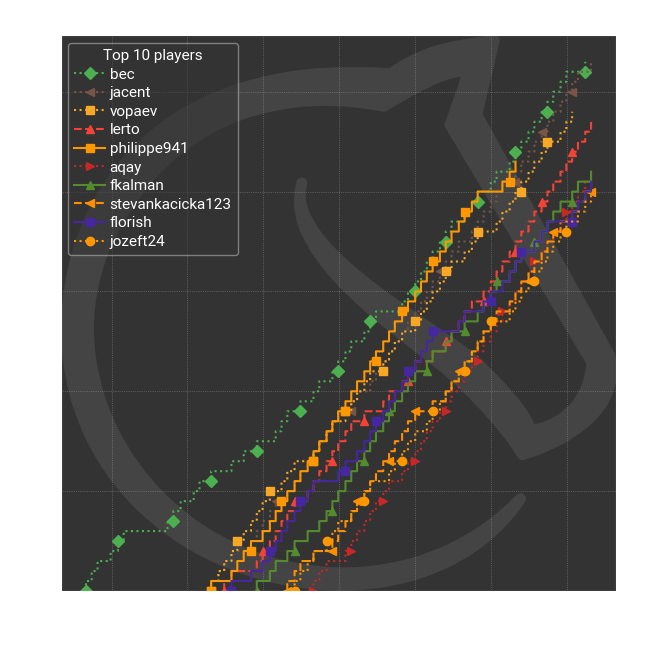 Top 10 players
bec
jacent
vopaev
lerto
philippe941
aqay
fkalman
stevankacicka123
florish
jozeft24